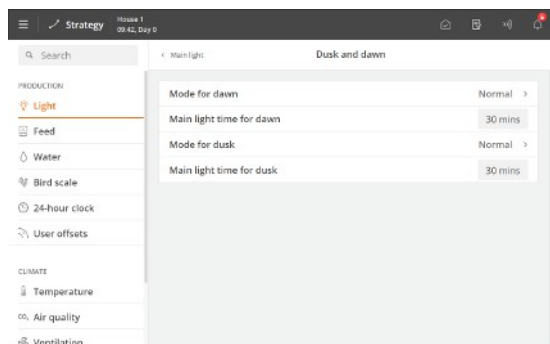 Strategy
House 1
09:42, Day 0
Search
PRODUCTION
Light
Feed
Water
Bird scale
24-hour clock
User offsets
CLIMATE
Temperature
CO₂ Air quality
Ventilation
Main light
Dusk and dawn
Mode for dawn Normal
Main light time for dawn 30 mins
Mode for dusk Normal
Main light time for dusk 30 mins